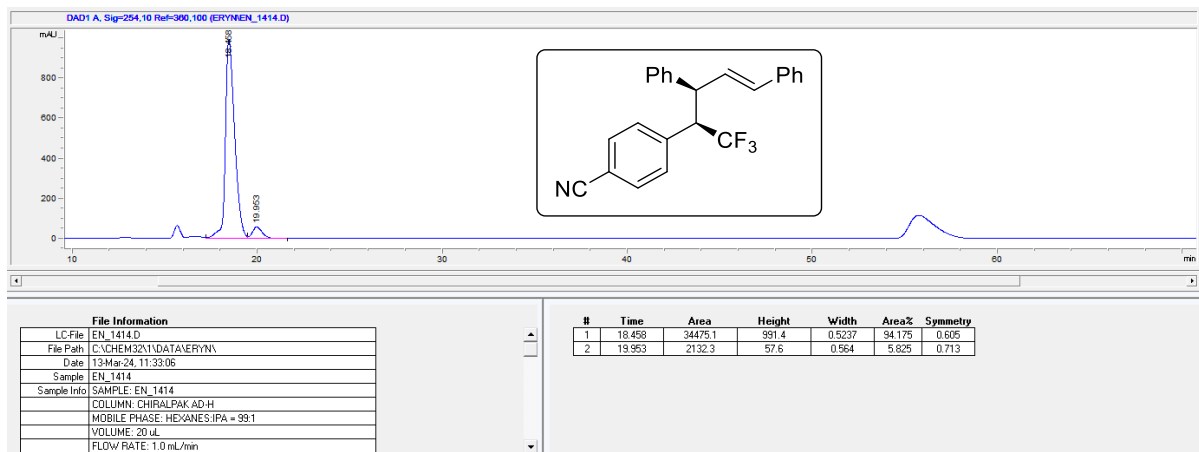 DAD1 A, Sig=254,10 Ref=360,100 (ERYN\EN_1414.D)
mAU
800
600
400
200
0
18.458
19.953
10
20
30
40
50
60
min
Ph
Ph
CF3
NC
File Information
LC-File EN_1414.D
File Path C:\CHEM32\1\DATA\ERYN\
Date 13-Mar-24, 11:33:06
Sample EN_1414
Sample Info SAMPLE: EN_1414
COLUMN: CHIRALPAK AD-H
MOBILE PHASE: HEXANES:IPA = 99:1
VOLUME: 20 uL
FLOW RATE: 1.0 mL/min
# Time Area Height Width Area% Symmetry
1 18.458 34475.1 991.4 0.5237 94.175 0.605
2 19.953 2132.3 57.6 0.564 5.825 0.713